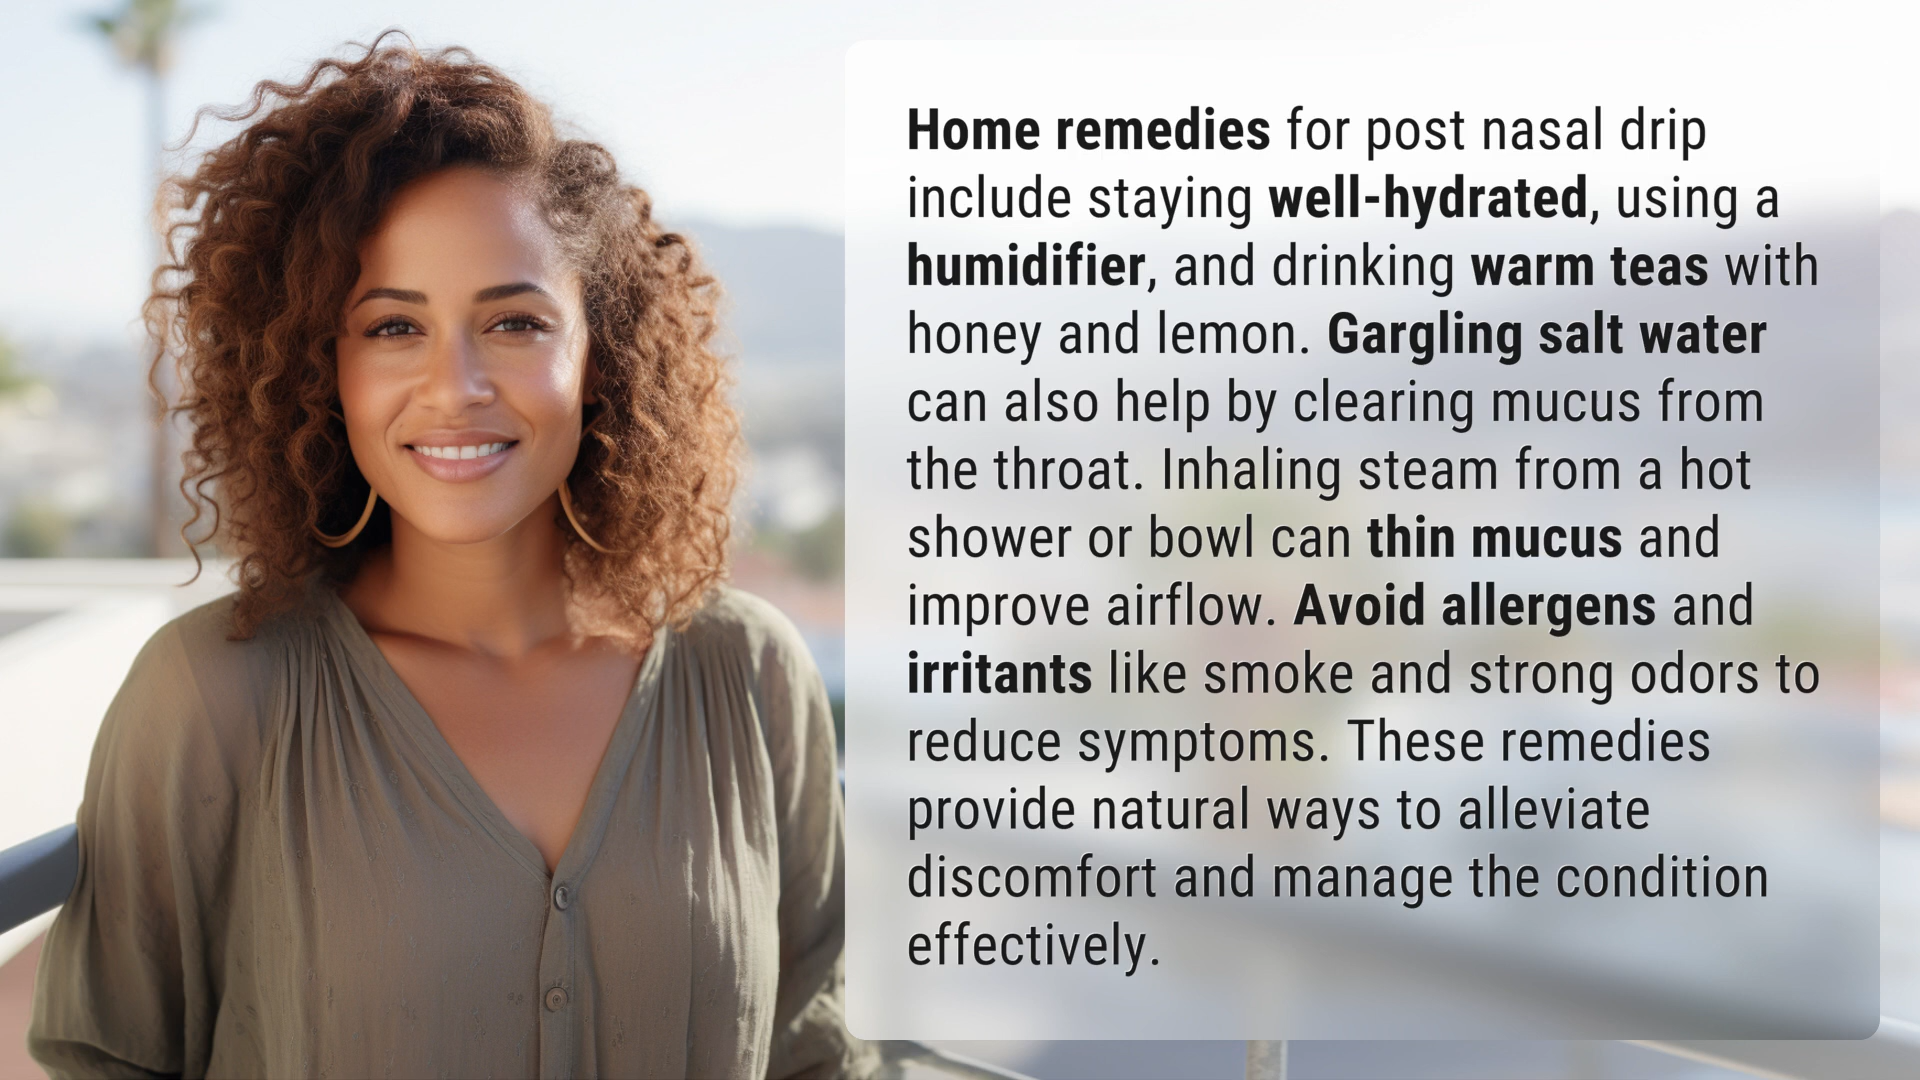 Home remedies for post nasal drip
include staying well-hydrated, using a
humidifier, and drinking warm teas with
honey and lemon. Gargling salt water
can also help by clearing mucus from
the throat. Inhaling steam from a hot
shower or bowl can thin mucus and
improve airflow. Avoid allergens and
irritants like smoke and strong odors to
reduce symptoms. These remedies
provide natural ways to alleviate
discomfort and manage the condition
effectively.